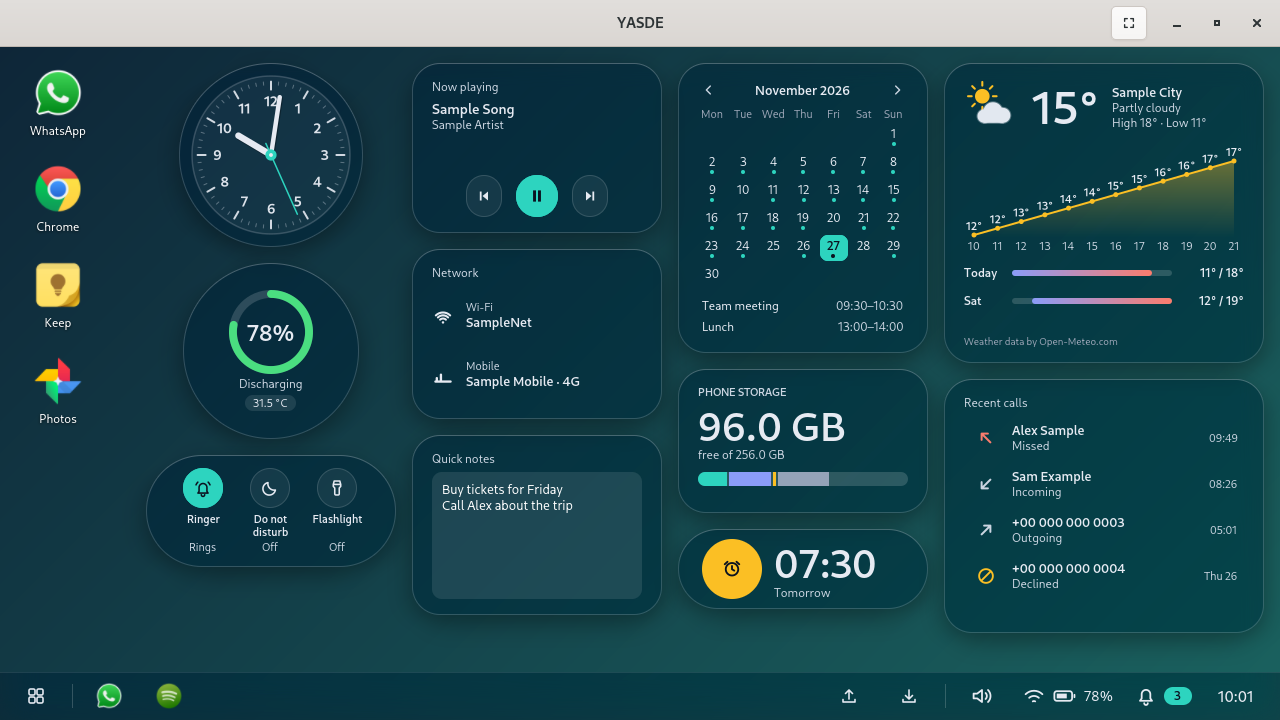 YASDE
WhatsApp
Chrome
Keep
Photos
12
1
2
3
4
5
6
7
8
9
10
11
78%
Discharging
31.5 °C
Ringer
Rings
Do not
disturb
Off
Flashlight
Off
Now playing
Sample Song
Sample Artist
Network
Wi-Fi
SampleNet
Mobile
Sample Mobile · 4G
Quick notes
Buy tickets for Friday
Call Alex about the trip
November 2026
Mon Tue Wed Thu Fri Sat Sun
1
2 3 4 5 6 7 8
9 10 11 12 13 14 15
16 17 18 19 20 21 22
23 24 25 26 27 28 29
30
Team meeting 09:30–10:30
Lunch 13:00–14:00
PHONE STORAGE
96.0 GB
free of 256.0 GB
07:30
Tomorrow
15°
Sample City
Partly cloudy
High 18° · Low 11°
12° 12° 13° 13° 14° 14° 15° 15° 16° 16° 17° 17°
10 11 12 13 14 15 16 17 18 19 20 21
Today 11° / 18°
Sat 12° / 19°
Weather data by Open-Meteo.com
Recent calls
Alex Sample
Missed
09:49
Sam Example
Incoming
08:26
+00 000 000 0003
Outgoing
05:01
+00 000 000 0004
Declined
Thu 26
78%
3
10:01